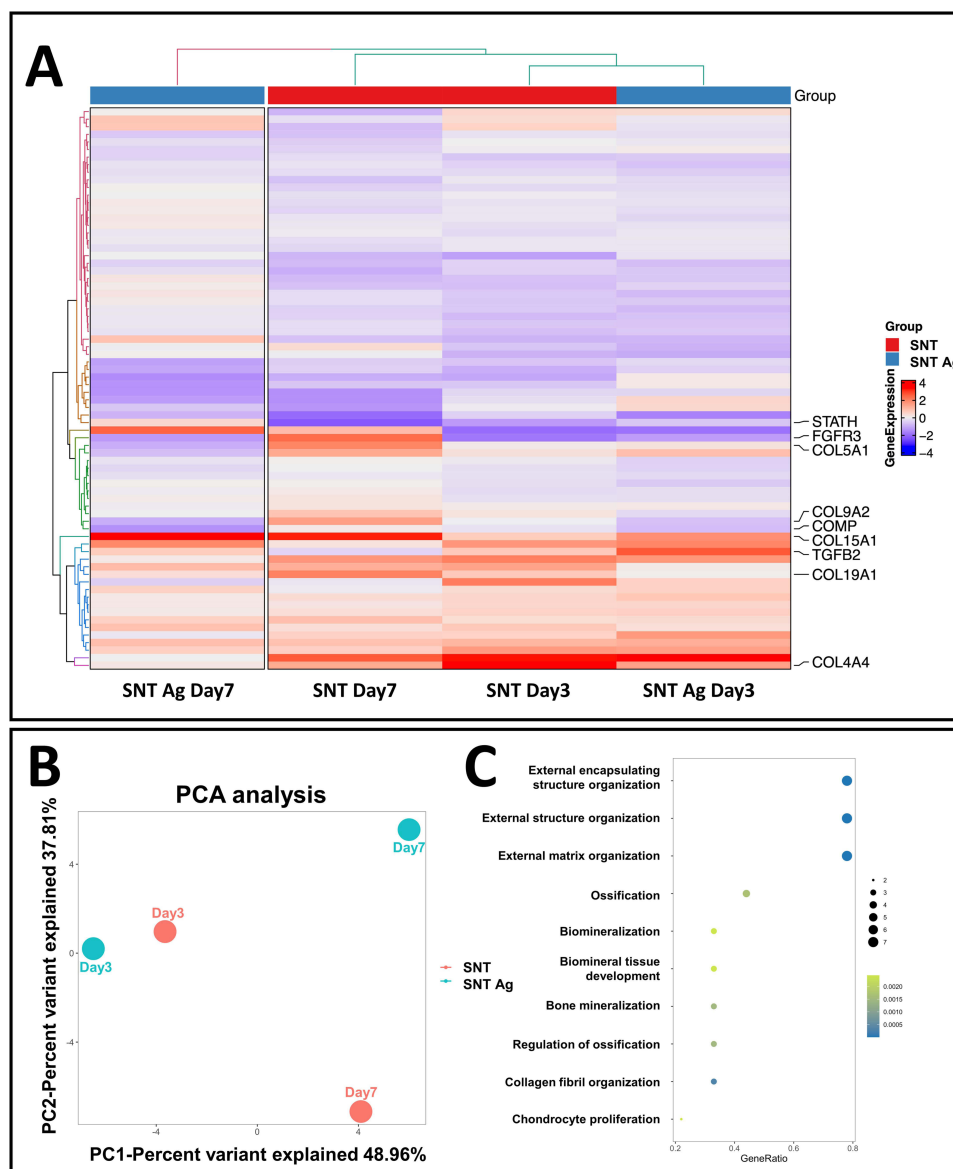 A
Group
Group
SNT
SNT Ag
GeneExpression
4
2
0
−2
−4
STATH
FGFR3
COL5A1
COL9A2
COMP
COL15A1
TGFB2
COL19A1
COL4A4
SNT Ag Day7
SNT Day7
SNT Day3
SNT Ag Day3
B
PCA analysis
PC2-Percent variant explained 37.81%
4
0
-4
Day7
Day3
Day3
Day7
-4
0
4
PC1-Percent variant explained 48.96%
SNT
SNT Ag
C
External encapsulating
structure organization
External structure organization
External matrix organization
Ossification
Biomineralization
Biomineral tissue
development
Bone mineralization
Regulation of ossification
Collagen fibril organization
Chondrocyte proliferation
0.2
0.4
0.6
0.8
GeneRatio
2
3
4
5
6
7
0.0020
0.0015
0.0010
0.0005